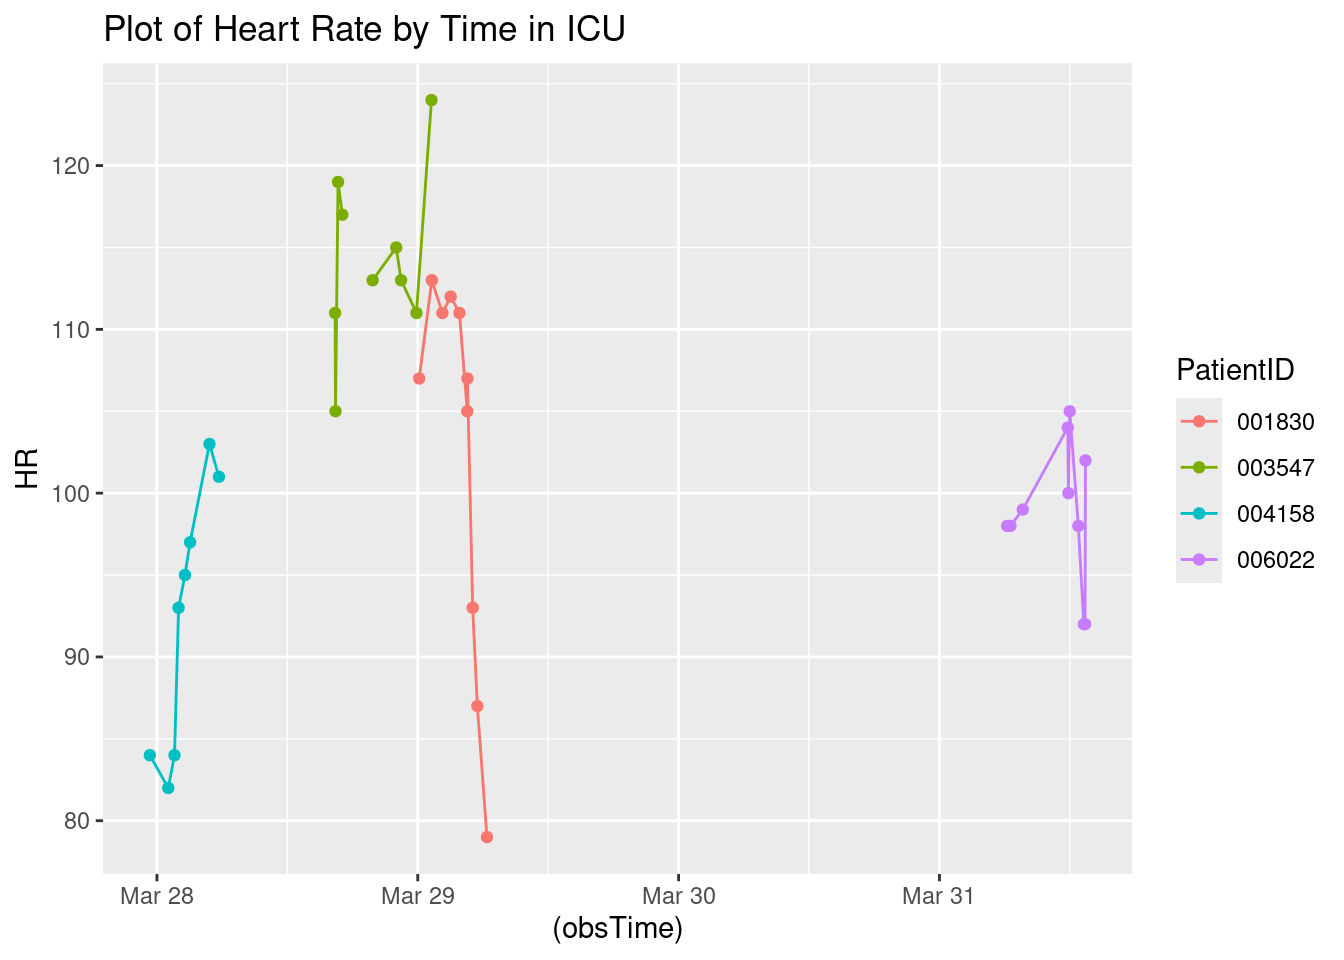 Plot of Heart Rate by Time in ICU
120
110
100
90
80
HR
Mar 28
Mar 29
Mar 30
Mar 31
(obsTime)
PatientID
001830
003547
004158
006022